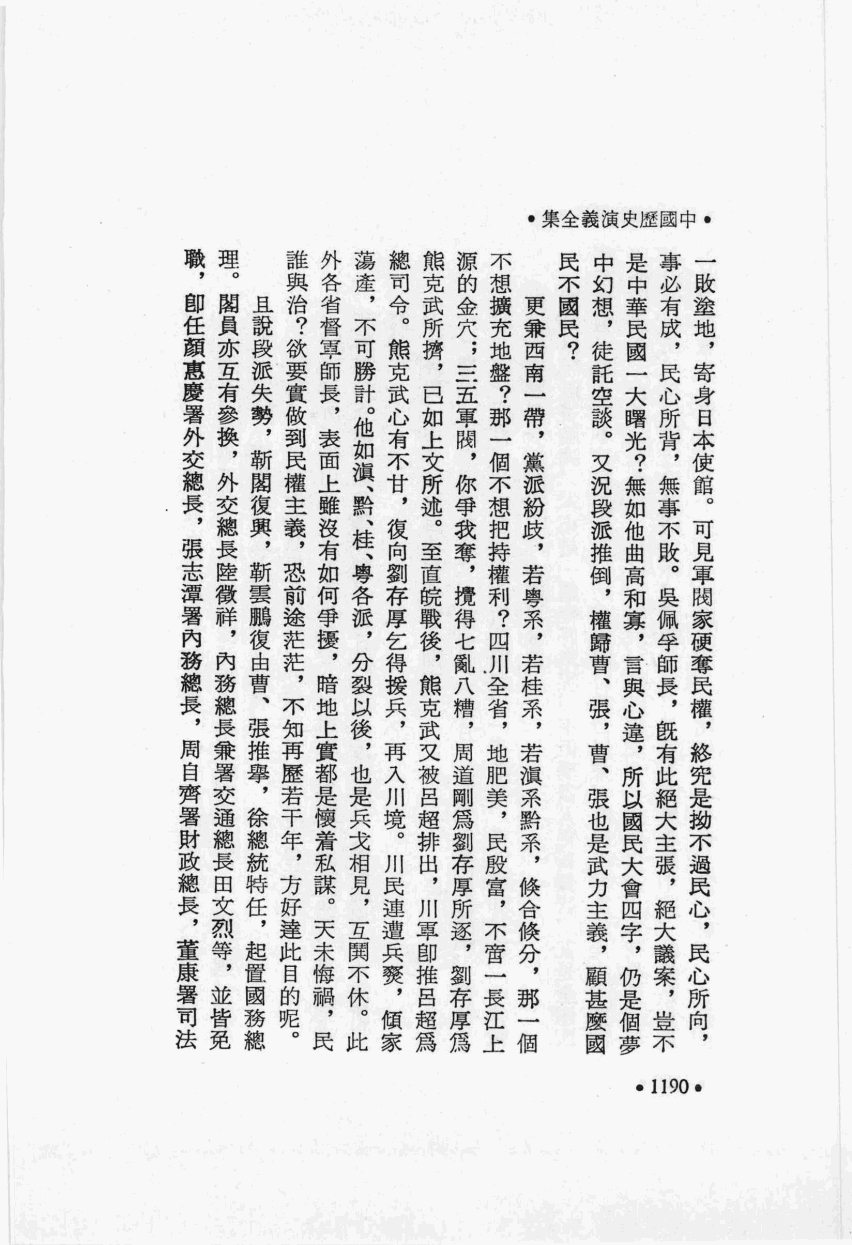 •中國歷史演義全集•
一敗塗地，寄身日本使館。可見軍閥家硬奪民權，終究是拗不過民心，民心所向，
事必有成，民心所背，無事不敗。吳佩孚師長，旣有此絕大主張，絕大議案，豈不
是中華民國一大曙光？無如他曲高和寡，言與心違，所以國民大會四字，仍是個夢
中幻想，徒託空談。又況段派推倒，權歸曹、張，曹、張也是武力主義，顧甚麼國
民不國民？
更兼西南一帶，黨派紛歧，若粵系，若桂系，若滇系黔系，倏合倏分，那一個
不想擴充地盤？那一個不想把持權利？四川全省，地肥美，民殷富，不啻一長江上
源的金穴；三五軍閥，你爭我奪，攪得七亂八糟，周道剛爲劉存厚所逐，劉存厚爲
熊克武所擠，已如上文所述。至直皖戰後，熊克武又被呂超排出，川軍卽推呂超爲
總司令。熊克武心有不甘，復向劉存厚乞得援兵，再入川境。川民連遭兵燹，傾家
蕩產，不可勝計。他如滇、黔、桂、粵各派，分裂以後，也是兵戈相見，互鬨不休。此
外各省督軍師長，表面上雖沒有如何爭擾，暗地上實都是懷着私謀。天未悔禍，民
誰與治？欲要實做到民權主義，恐前途茫茫，不知再歷若干年，方好達此目的呢。
且說段派失勢，靳閣復興，靳雲鵬復由曹、張推舉，徐總統特任，起置國務總
理。閣員亦互有參換，外交總長陸徵祥，內務總長兼署交通總長田文烈等，並皆免
職，卽任顏惠慶署外交總長，張志潭署內務總長，周自齊署財政總長，董康署司法
•1190•